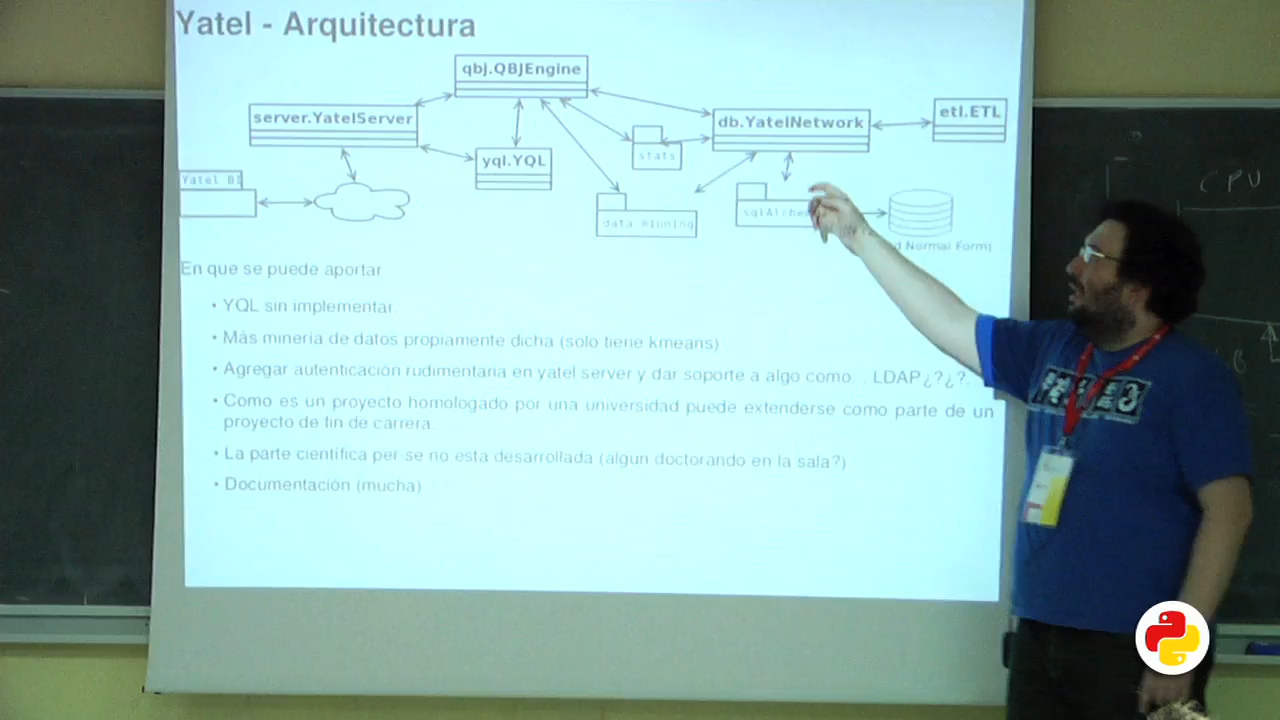 Yatel - Arquitectura
qbj.QBJEngine
server.YatelServer
db.YatelNetwork
etl.ETL
yql.YQL
stats
Yatel BI
data minning
Normal Form)
En que se puede aportar
• YQL sin implementar
• Más minería de datos propiamente dicha (solo tiene kmeans)
• Agregar autenticación rudimentaria en yatel server y dar soporte a algo como... LDAP¿?¿?.
• Como es un proyecto homologado por una universidad puede extenderse como parte de un
proyecto de fin de carrera.
• La parte científica per se no esta desarrollada (algun doctorando en la sala?)
• Documentación (mucha)
CPU